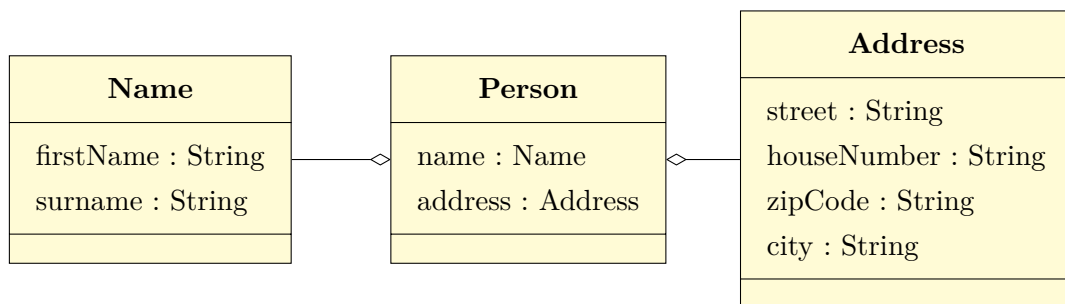 Name
firstName : String
surname : String
Person
name : Name
address : Address
Address
street : String
houseNumber : String
zipCode : String
city : String